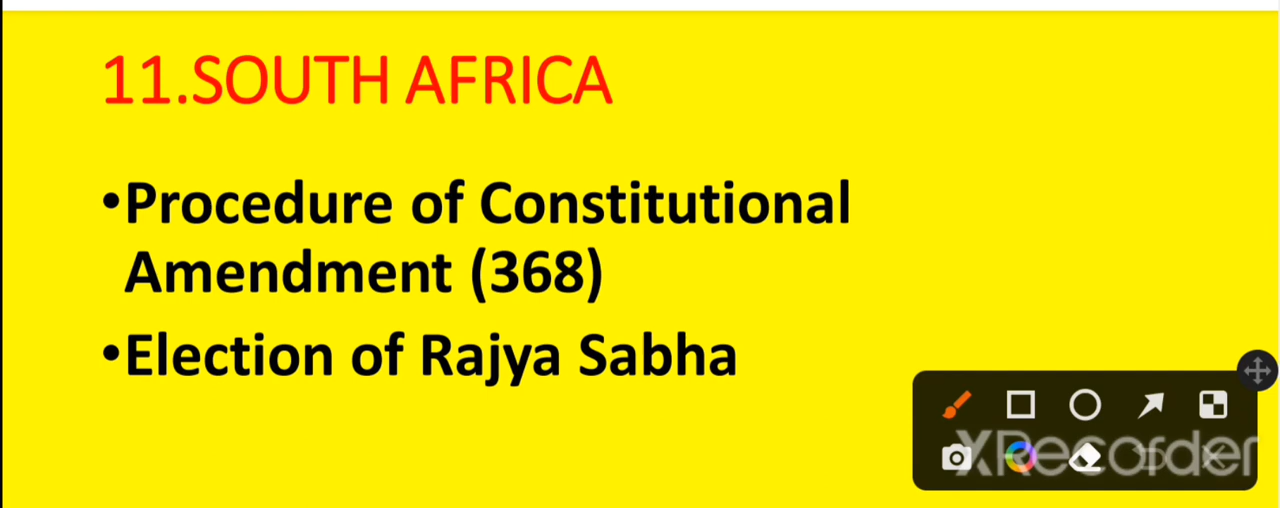 11.SOUTH AFRICA
•Procedure of Constitutional
Amendment (368)
•Election of Rajya Sabha
XRecorder